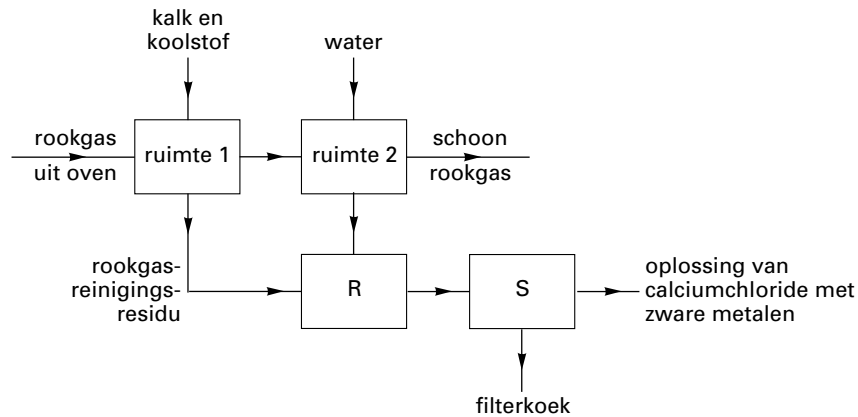 kalk en
koolstof
water
rookgas
uit oven
ruimte 1
ruimte 2
schoon
rookgas
rookgas-
reinigings-
residu
R
S
oplossing van
calciumchloride met
zware metalen
filterkoek